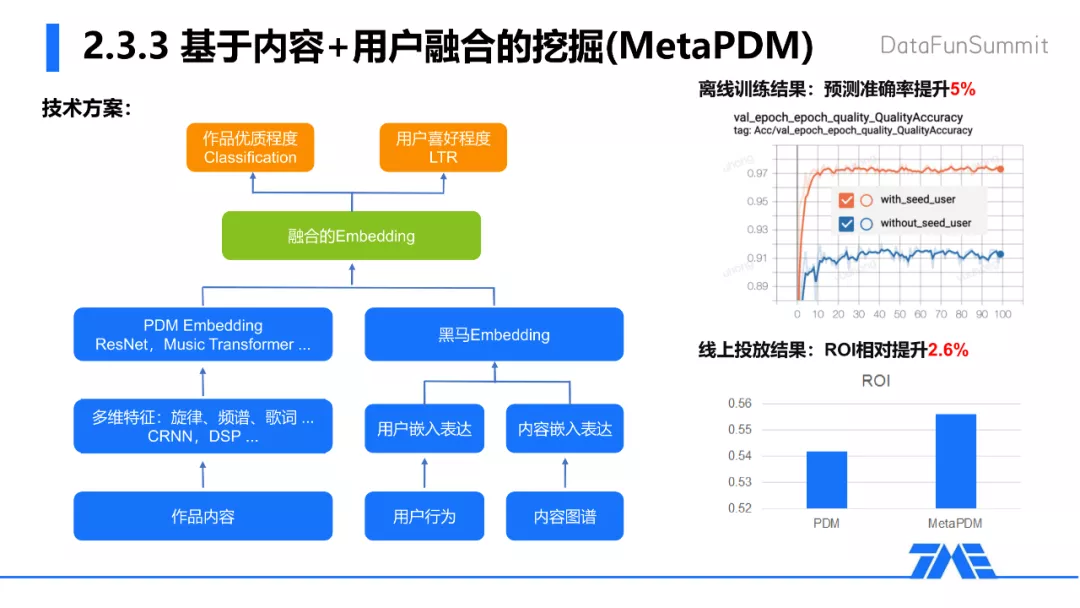 2.3.3 基于内容+用户融合的挖掘(MetaPDM)
DataFunSummit
技术方案：
作品优质程度
Classification
用户喜好程度
LTR
融合的Embedding
PDM Embedding
ResNet，Music Transformer ...
黑马Embedding
多维特征：旋律、频谱、歌词 ...
CRNN，DSP ...
用户嵌入表达
内容嵌入表达
作品内容
用户行为
内容图谱
离线训练结果：预测准确率提升5%
val_epoch_epoch_quality_QualityAccuracy
tag: Acc/val_epoch_epoch_quality_QualityAccuracy
0.97
0.95
0.93
0.91
0.89
with_seed_user
without_seed_user
0 10 20 30 40 50 60 70 80 90 100
线上投放结果：ROI相对提升2.6%
ROI
0.56
0.55
0.54
0.53
0.52
PDM MetaPDM
TME